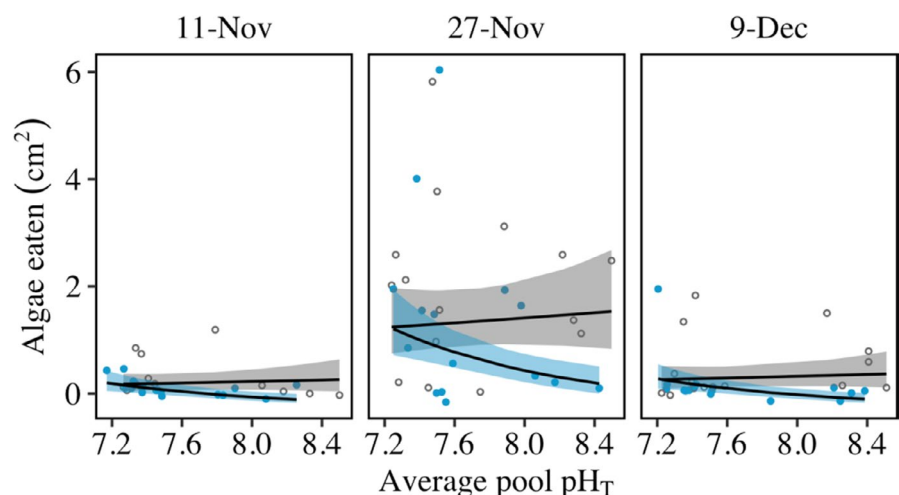 11-Nov
27-Nov
9-Dec
Algae eaten (cm²)
6
4
2
0
7.2 7.6 8.0 8.4
7.2 7.6 8.0 8.4
7.2 7.6 8.0 8.4
Average pool pH_T